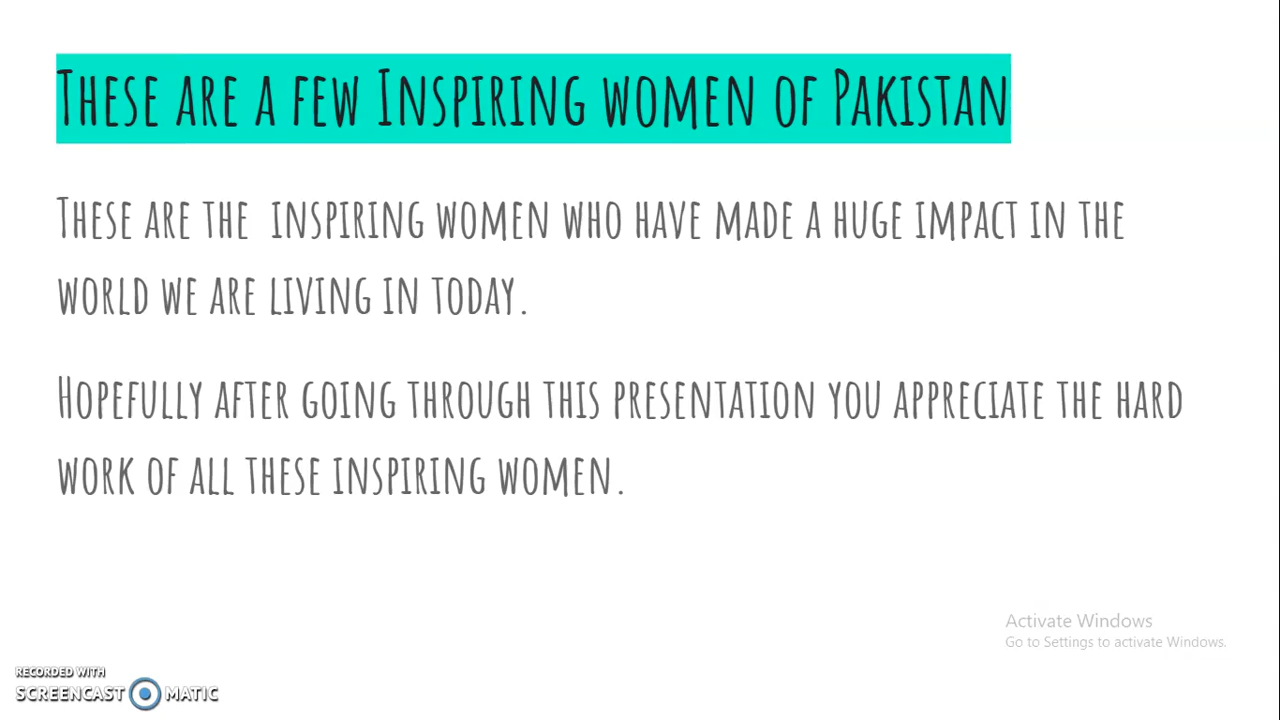 These are a few Inspiring women of Pakistan
These are the  inspiring women who have made a huge impact in the
world we are living in today.
Hopefully after going through this presentation you appreciate the hard
work of all these inspiring women.
Activate Windows
Go to Settings to activate Windows.
RECORDED WITH
SCREENCAST MATIC